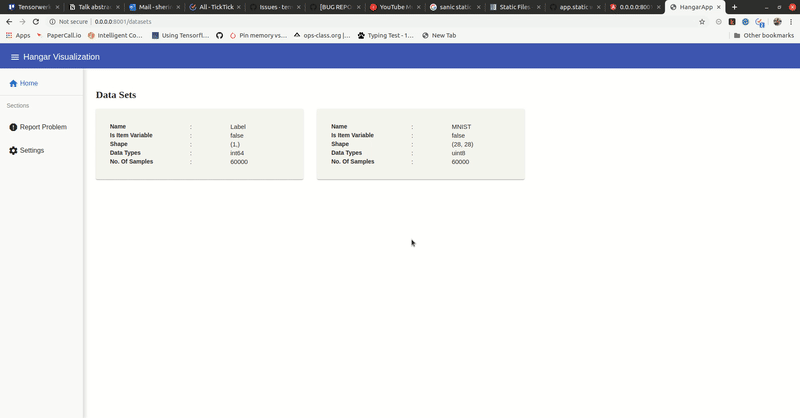 Tensorwerk
Talk abstra
Mail - sheri
All - TickTick
Issues - te
[BUG REPO
YouTube M
sanic static
Static Files
app.static
0.0.0.0:8001
HangarApp
Not secure | 0.0.0.0:8001/datasets
Apps PaperCall.io Intelligent Co… Using Tensorfl… Pin memory vs… ops-class.org |… Typing Test - 1… New Tab Other bookmarks
Hangar Visualization
Home
Sections
Report Problem
Settings
Data Sets
Name : Label
Is Item Variable : false
Shape : (1,)
Data Types : int64
No. Of Samples : 60000
Name : MNIST
Is Item Variable : false
Shape : (28, 28)
Data Types : uint8
No. Of Samples : 60000